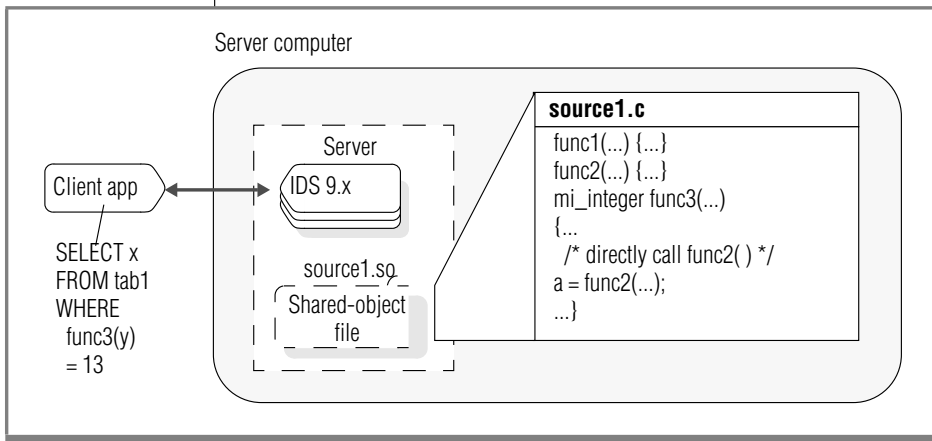 Server computer
Server
IDS 9.x
Client app
SELECT x
FROM tab1
WHERE
func3(y)
= 13
source1.so
Shared-object
file
source1.c
func1(...) {...}
func2(...) {...}
mi_integer func3(...)
{...
/* directly call func2( ) */
a = func2(...);
...}